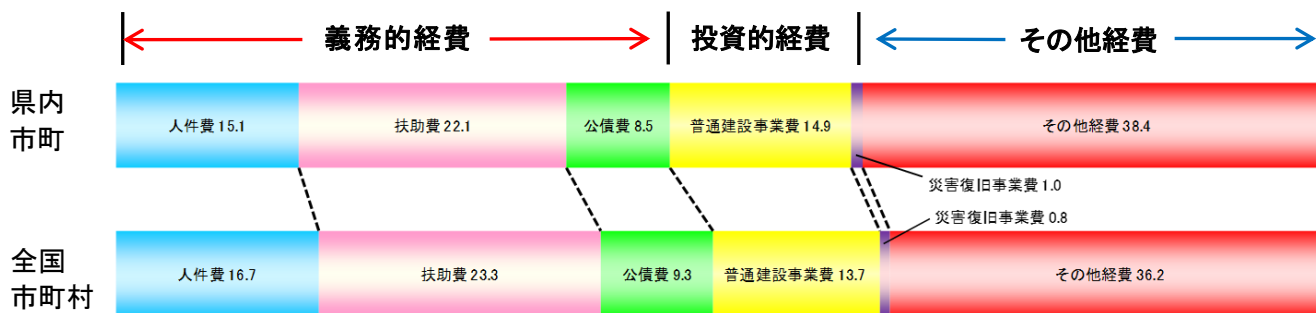 義務的経費 投資的経費 その他経費
県内
市町
人件費 15.1 扶助費 22.1 公債費 8.5 普通建設事業費 14.9 その他経費 38.4
災害復旧事業費 1.0
災害復旧事業費 0.8
全国
市町村
人件費 16.7 扶助費 23.3 公債費 9.3 普通建設事業費 13.7 その他経費 36.2